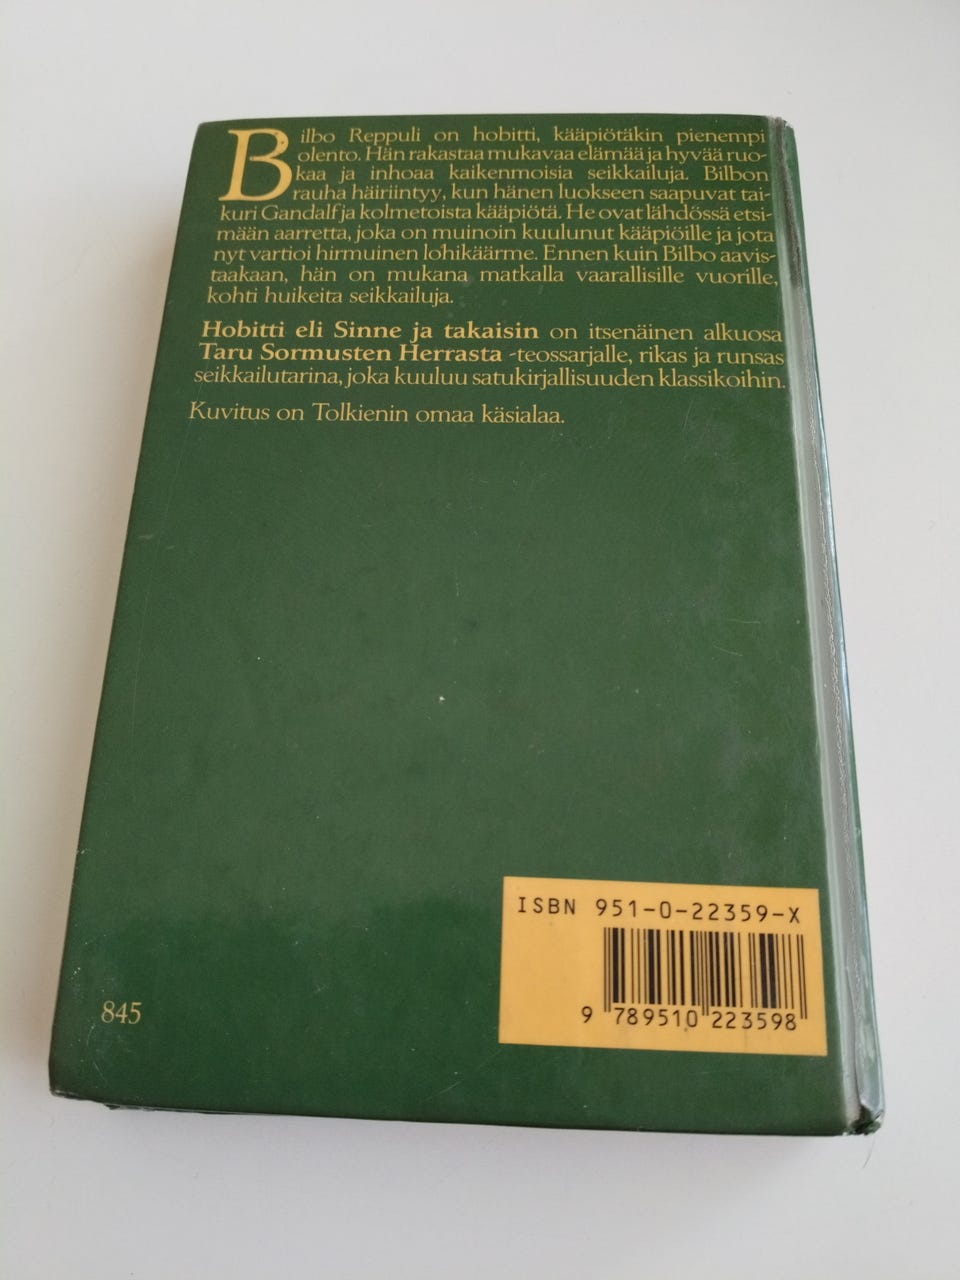 Bilbo Reppuli on hobitti, kääpiötäkin pienempi
olento. Hän rakastaa mukavaa elämää ja hyvää ruo-
kaa ja inhoaa kaikenmoisia seikkailuja. Bilbon
rauha häiriintyy, kun hänen luokseen saapuvat tai-
kuri Gandalf ja kolmetoista kääpiötä. He ovat lähdössä etsi-
mään aarretta, joka on muinoin kuulunut kääpiöille ja jota
nyt vartioi hirmuinen lohikäärme. Ennen kuin Bilbo aavis-
taakaan, hän on mukana matkalla vaarallisille vuorille,
kohti huikeita seikkailuja.
Hobitti eli Sinne ja takaisin on itsenäinen alkuosa
Taru Sormusten Herrasta -teossarjalle, rikas ja runsas
seikkailutarina, joka kuuluu satukirjallisuuden klassikoihin.
Kuvitus on Tolkienin omaa käsialaa.
ISBN 951-0-22359-X
9 789510 223598
845